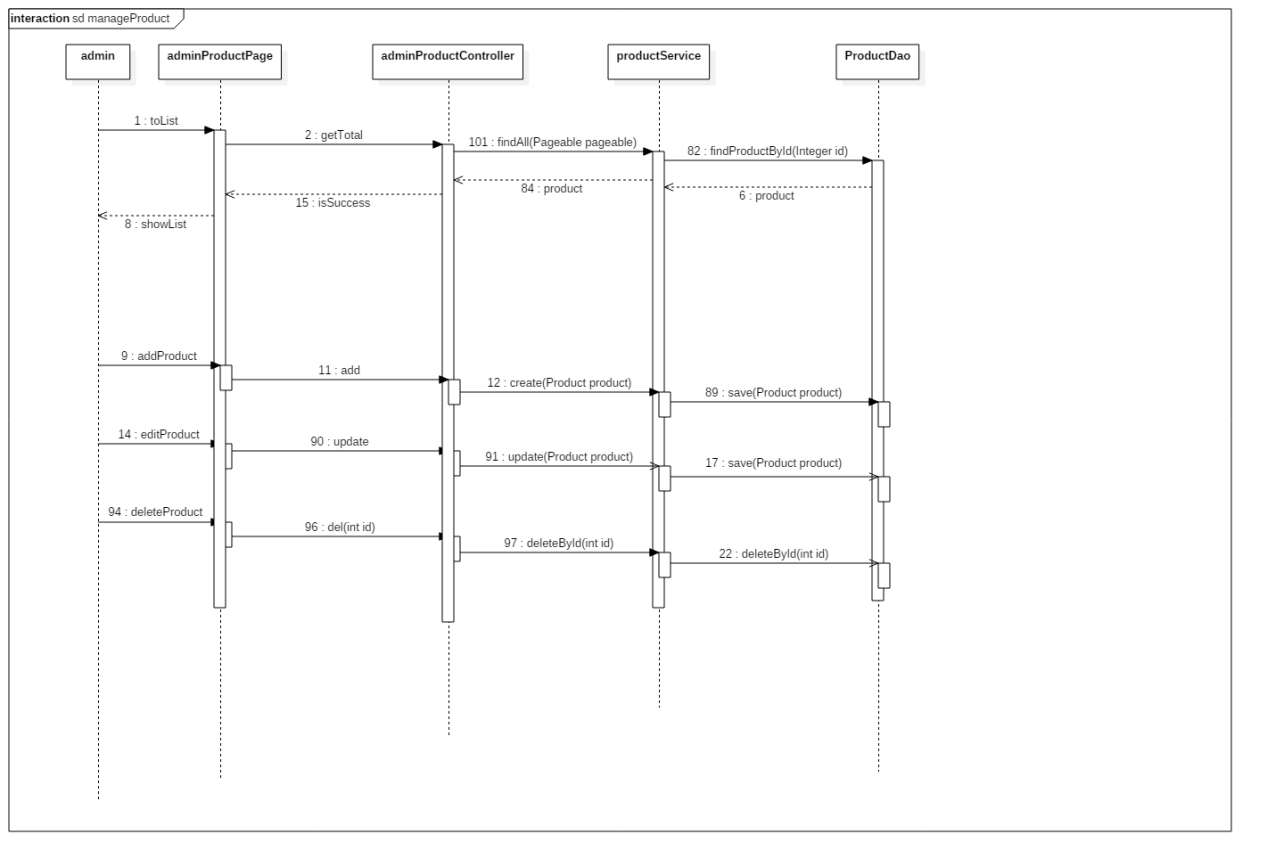 interaction sd manageProduct
admin
adminProductPage
adminProductController
productService
ProductDao
1 : toList
2 : getTotal
101 : findAll(Pageable pageable)
82 : findProductById(Integer id)
84 : product
6 : product
15 : isSuccess
8 : showList
9 : addProduct
11 : add
12 : create(Product product)
89 : save(Product product)
14 : editProduct
90 : update
91 : update(Product product)
17 : save(Product product)
94 : deleteProduct
96 : del(int id)
97 : deleteById(int id)
22 : deleteById(int id)